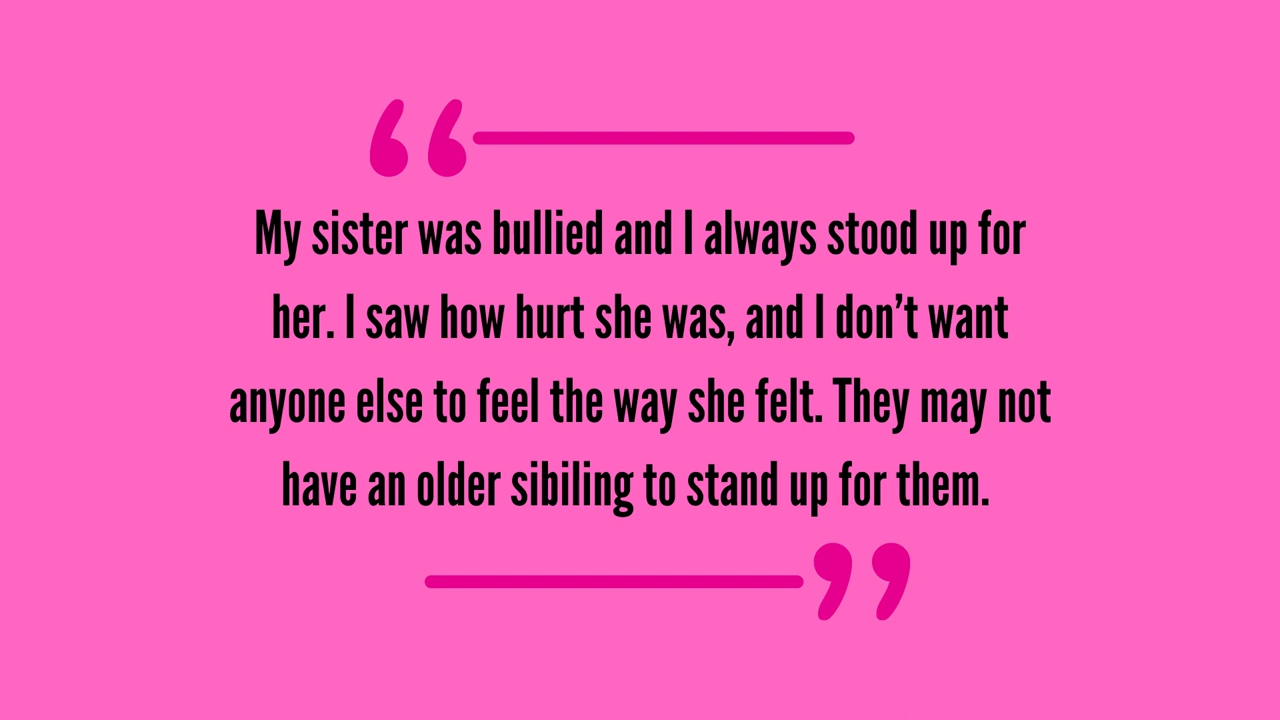 My sister was bullied and I always stood up for
her. I saw how hurt she was, and I don’t want
anyone else to feel the way she felt. They may not
have an older sibiling to stand up for them.